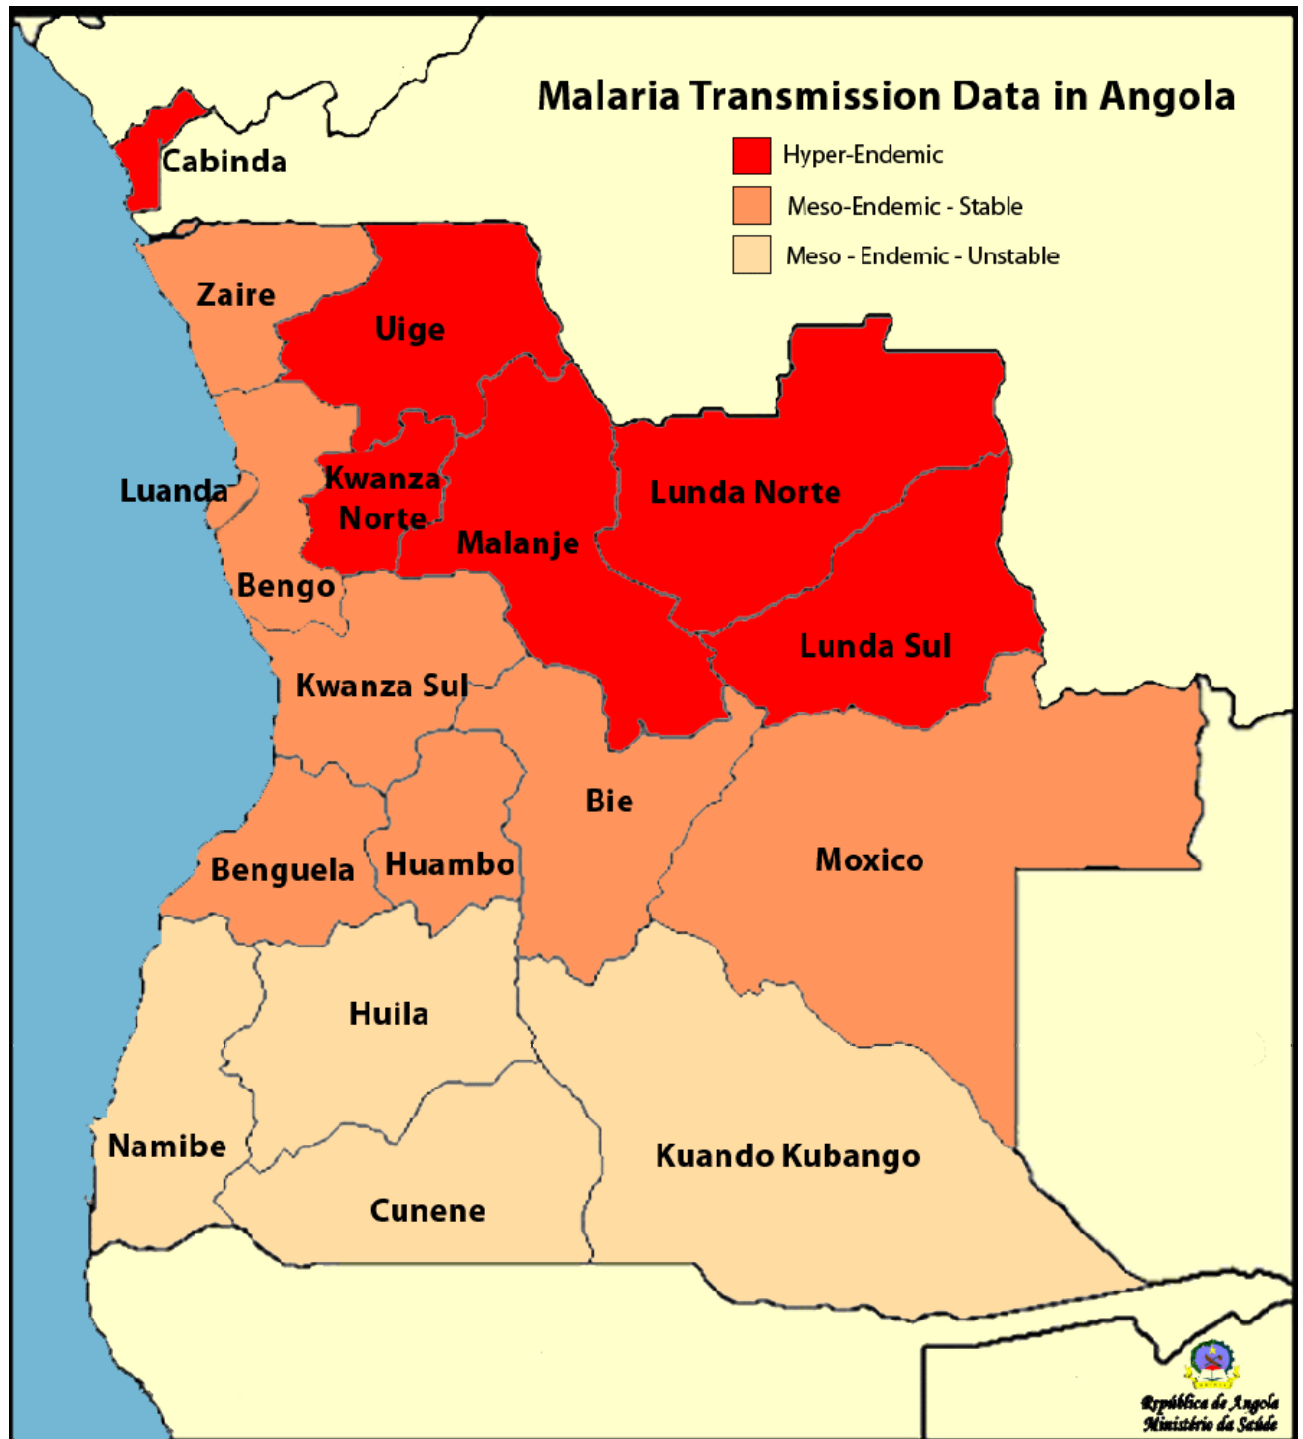 Malaria Transmission Data in Angola
Hyper-Endemic
Meso-Endemic - Stable
Meso - Endemic - Unstable
Cabinda
Zaire
Uige
Luanda
Kwanza
Norte
Lunda Norte
Malanje
Bengo
Lunda Sul
Kwanza Sul
Bie
Benguela
Huambo
Moxico
Huila
Namibe
Kuando Kubango
Cunene
República de Angola
Ministério da Saúde